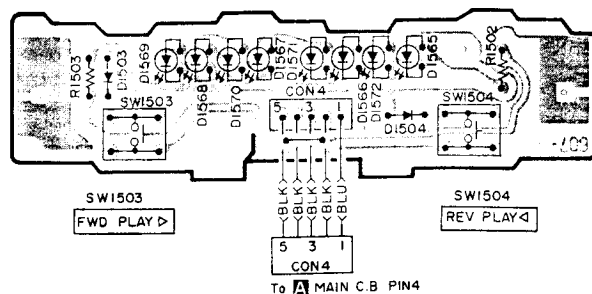 R1503
D1503
D1569
D1568
D1570
D1567
D1571
D1566
D1572
D1565
R1502
SW1503
CON4
5 3 1
D1504
SW1504
BLK
BLK
BLK
BLK
BLU
SW1503
FWD PLAY ▷
SW1504
REV PLAY ◁
5 3 1
CON4
To A MAIN C.B PIN4